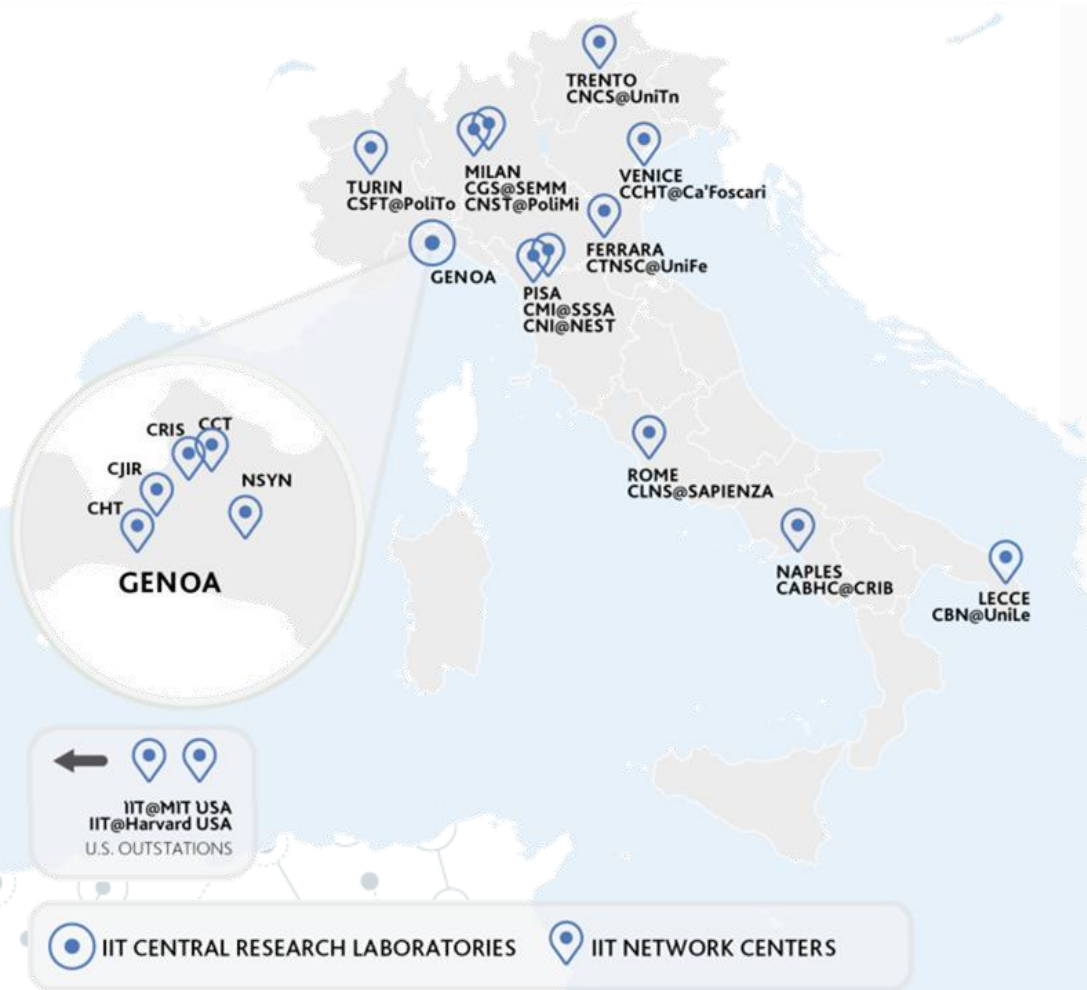 TRENTO
CNCS@UniTn
MILAN
CGS@SEMM
CNST@PoliMi
TURIN
CSFT@PoliTo
VENICE
CCHT@Ca'Foscari
FERRARA
CTNSC@UniFe
GENOA
PISA
CMI@SSSA
CNI@NEST
CRIS
CCT
CJIR
NSYN
CHT
GENOA
ROME
CLNS@SAPIENZA
NAPLES
CABHC@CRIB
LECCE
CBN@UniLe
IIT@MIT USA
IIT@Harvard USA
U.S. OUTSTATIONS
IIT CENTRAL RESEARCH LABORATORIES
IIT NETWORK CENTERS